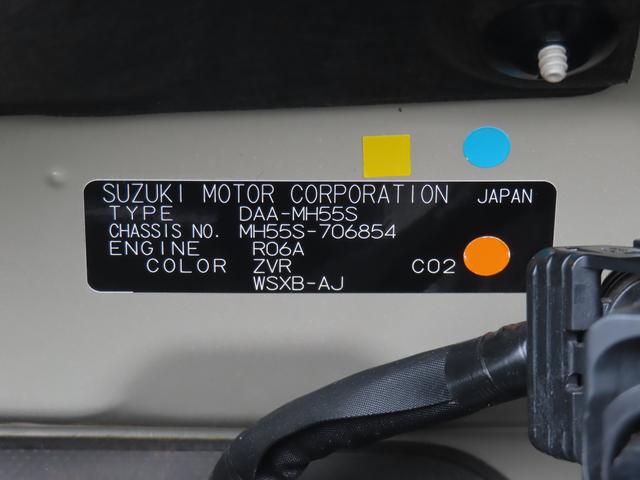 SUZUKI MOTOR CORPORATION JAPAN
TYPE DAA-MH55S
CHASSIS NO. MH55S-706854
ENGINE R06A
COLOR ZVR C02
WSXB-AJ